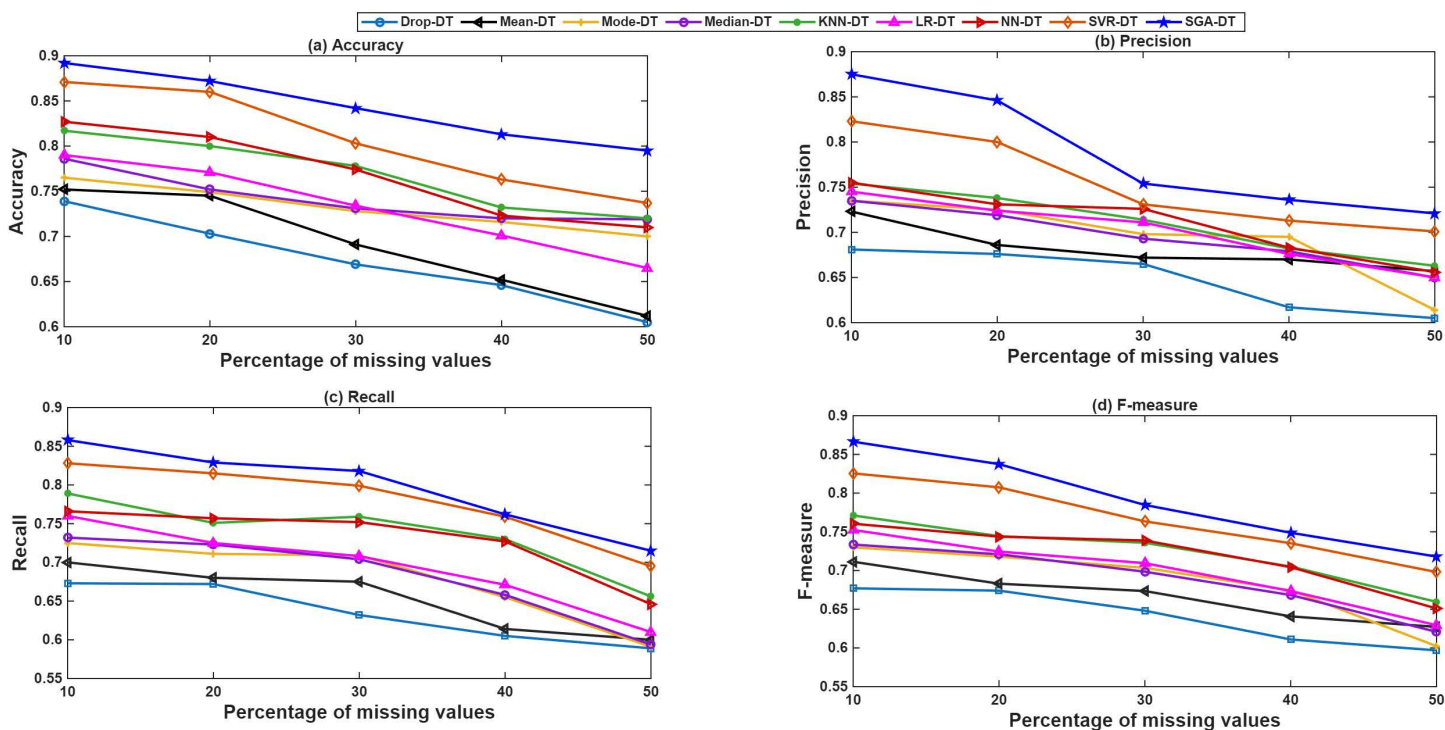 Drop-DT Mean-DT Mode-DT Median-DT KNN-DT LR-DT NN-DT SVR-DT SGA-DT
(a) Accuracy
0.9
0.85
0.8
0.75
0.7
0.65
0.6
Accuracy
10 20 30 40 50
Percentage of missing values
(b) Precision
0.9
0.85
0.8
0.75
0.7
0.65
0.6
Precision
10 20 30 40 50
Percentage of missing values
(c) Recall
0.9
0.85
0.8
0.75
0.7
0.65
0.6
0.55
Recall
10 20 30 40 50
Percentage of missing values
(d) F-measure
0.9
0.85
0.8
0.75
0.7
0.65
0.6
0.55
F-measure
10 20 30 40 50
Percentage of missing values